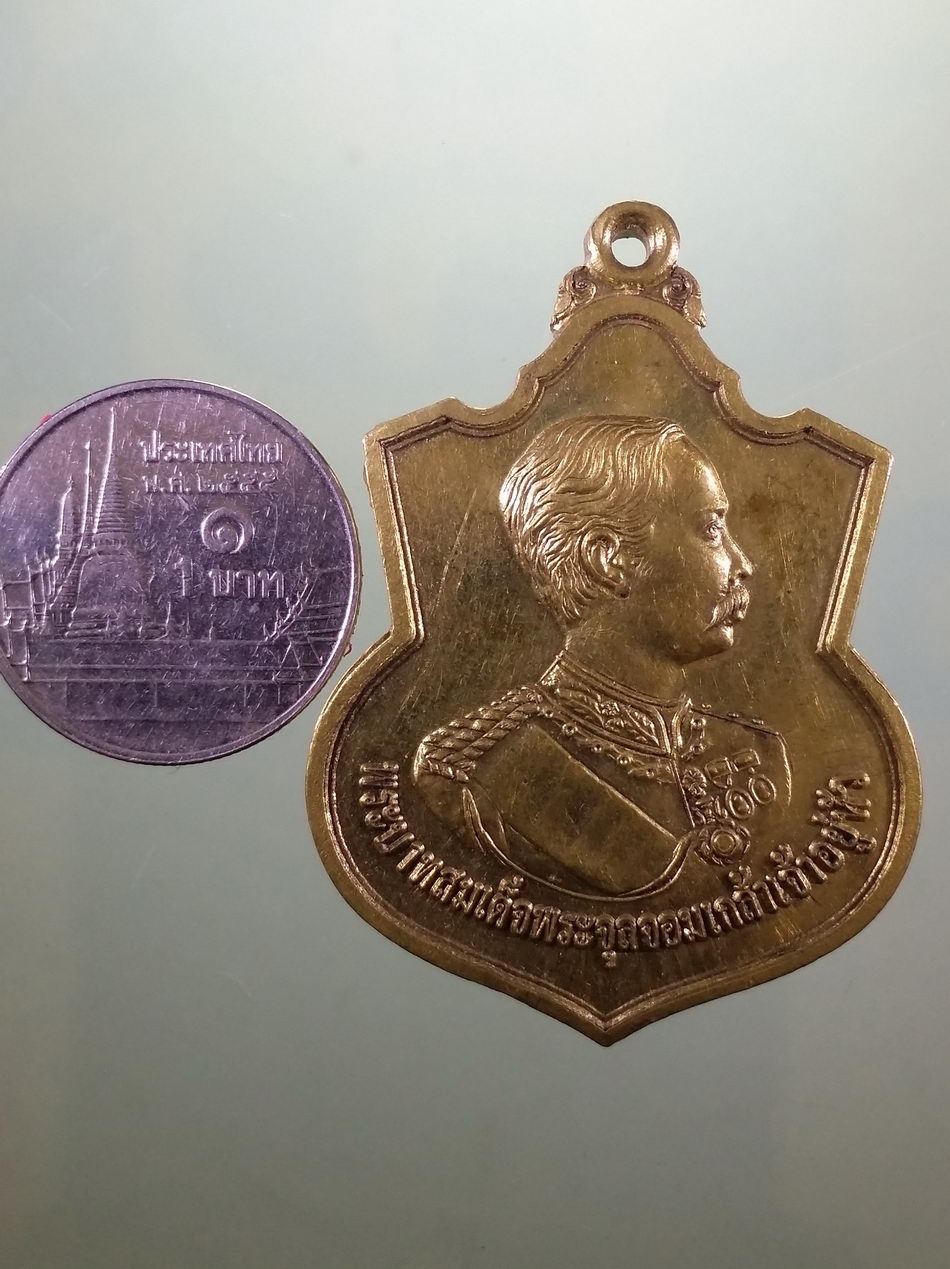 ประเทศไทย
พ.ศ. ๒๕๕๕
๑
1 บาท
พระบาทสมเด็จพระจุลจอมเกล้าเจ้าอยู่หัว